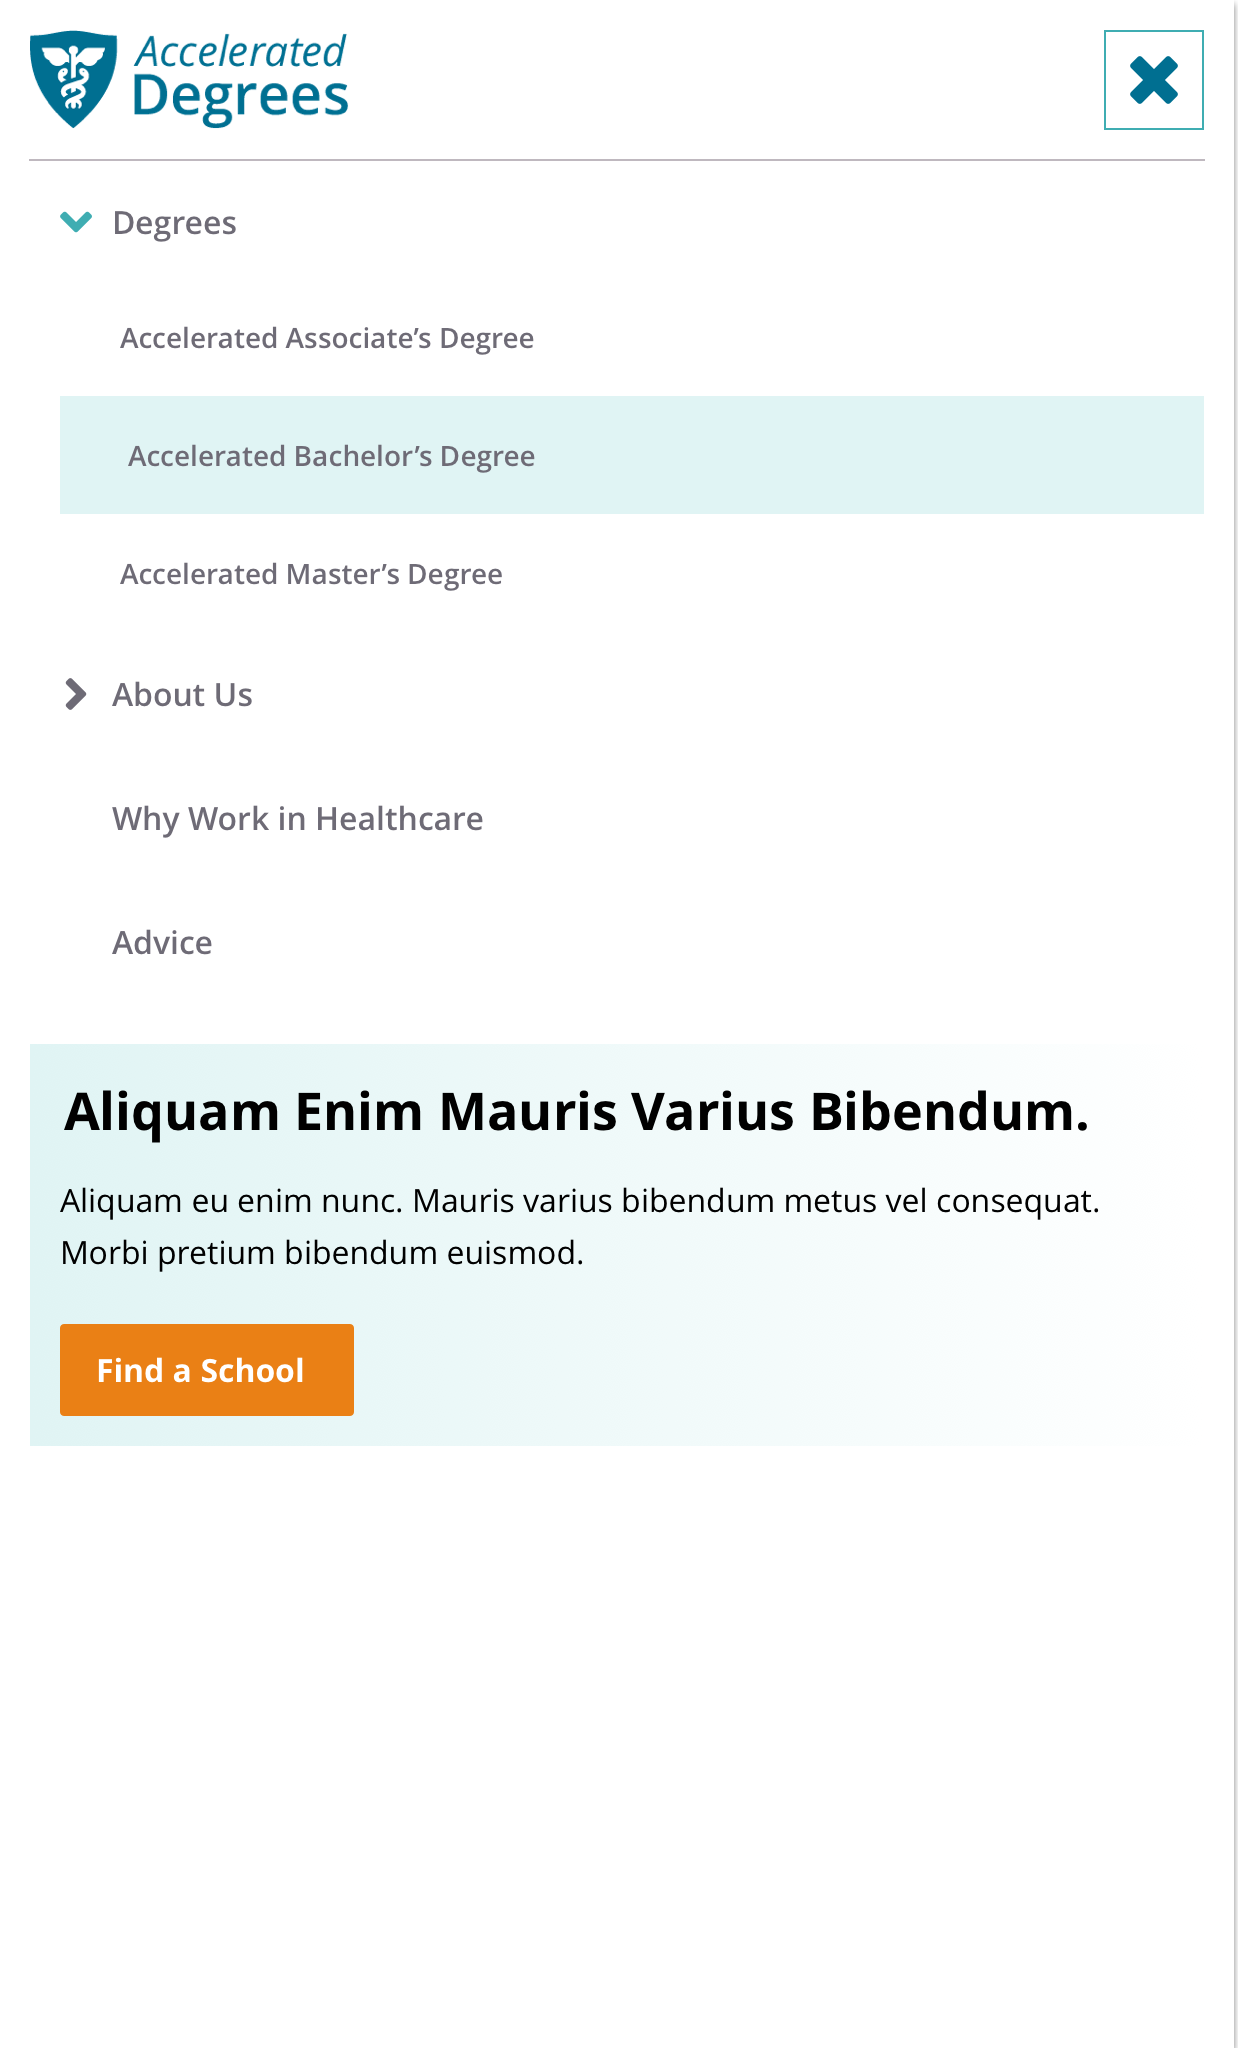 Accelerated
Degrees
Degrees
Accelerated Associate’s Degree
Accelerated Bachelor’s Degree
Accelerated Master’s Degree
About Us
Why Work in Healthcare
Advice
Aliquam Enim Mauris Varius Bibendum.
Aliquam eu enim nunc. Mauris varius bibendum metus vel consequat.
Morbi pretium bibendum euismod.
Find a School